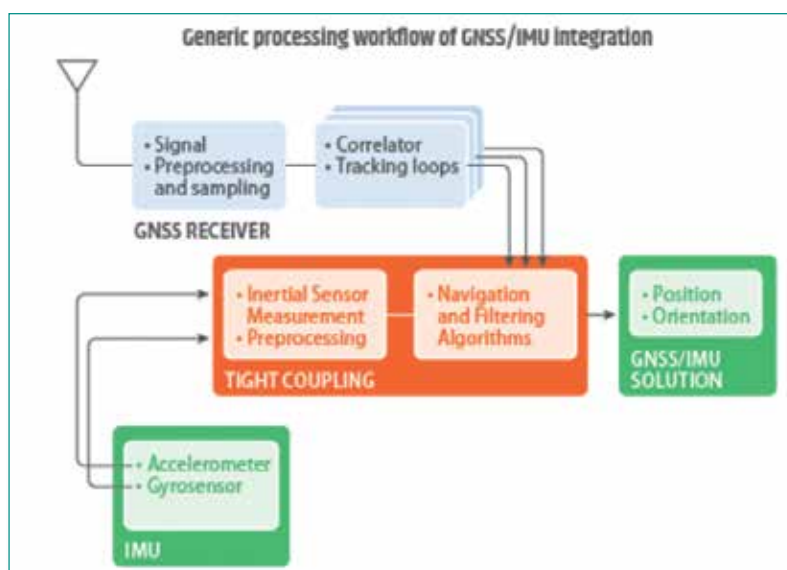 Generic processing workflow of GNSS/IMU integration
• Signal
• Preprocessing
and sampling
• Correlator
• Tracking loops
GNSS RECEIVER
• Inertial Sensor
Measurement
• Preprocessing
• Navigation
and Filtering
Algorithms
TIGHT COUPLING
• Position
• Orientation
GNSS/IMU
SOLUTION
• Accelerometer
• Gyrosensor
IMU